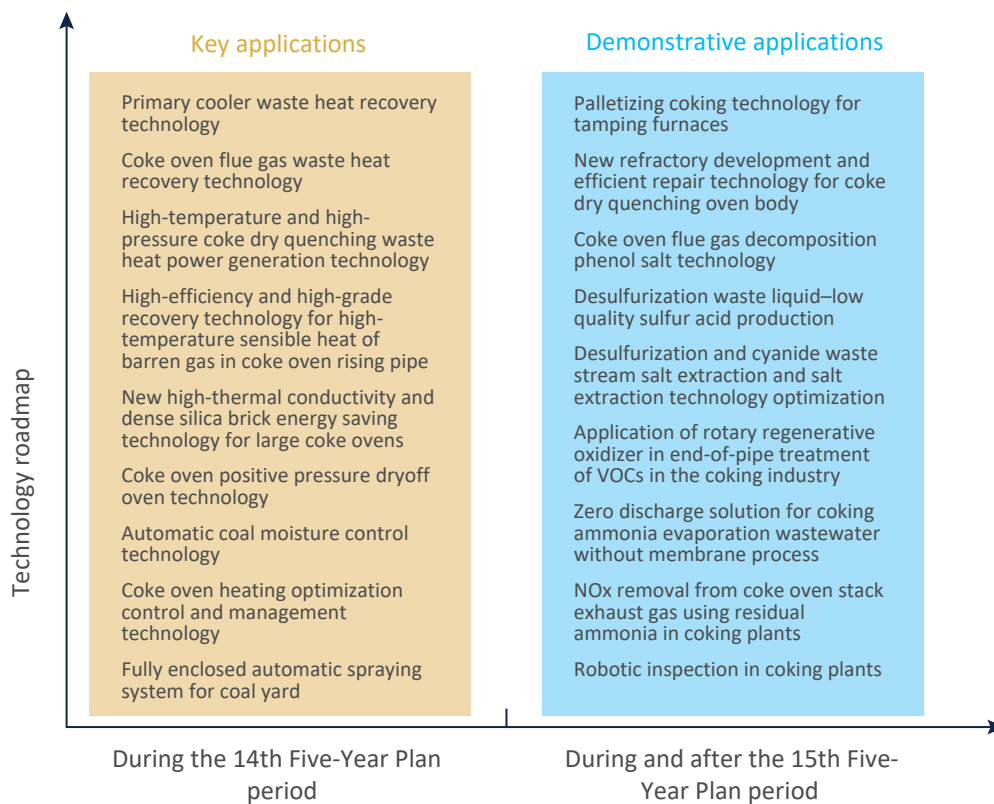 Key applications
Primary cooler waste heat recovery
technology
Coke oven flue gas waste heat
recovery technology
High-temperature and high-
pressure coke dry quenching waste
heat power generation technology
High-efficiency and high-grade
recovery technology for high-
temperature sensible heat of
barren gas in coke oven rising pipe
New high-thermal conductivity and
dense silica brick energy saving
technology for large coke ovens
Coke oven positive pressure dryoff
oven technology
Automatic coal moisture control
technology
Coke oven heating optimization
control and management
technology
Fully enclosed automatic spraying
system for coal yard
Demonstrative applications
Palletizing coking technology for
tamping furnaces
New refractory development and
efficient repair technology for coke
dry quenching oven body
Coke oven flue gas decomposition
phenol salt technology
Desulfurization waste liquid–low
quality sulfur acid production
Desulfurization and cyanide waste
stream salt extraction and salt
extraction technology optimization
Application of rotary regenerative
oxidizer in end-of-pipe treatment
of VOCs in the coking industry
Zero discharge solution for coking
ammonia evaporation wastewater
without membrane process
NOx removal from coke oven stack
exhaust gas using residual
ammonia in coking plants
Robotic inspection in coking plants
Technology roadmap
During the 14th Five-Year Plan
period
During and after the 15th Five-
Year Plan period